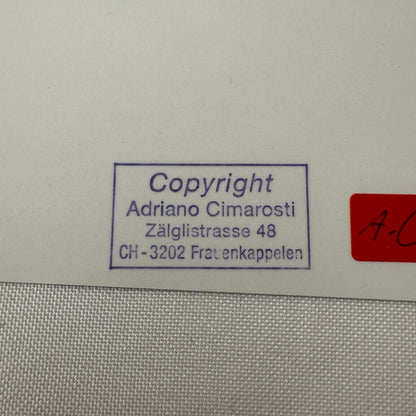 Copyright
Adriano Cimarosti
Zälglistrasse 48
CH-3202 Frauenkappelen